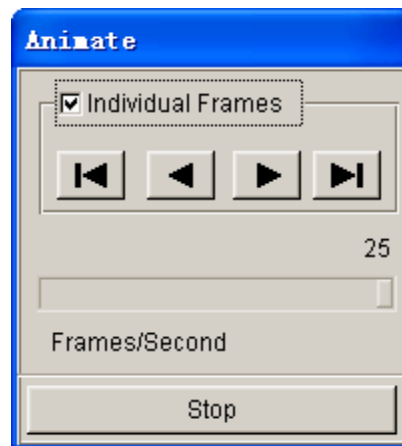 Animate
Individual Frames
25
Frames/Second
Stop